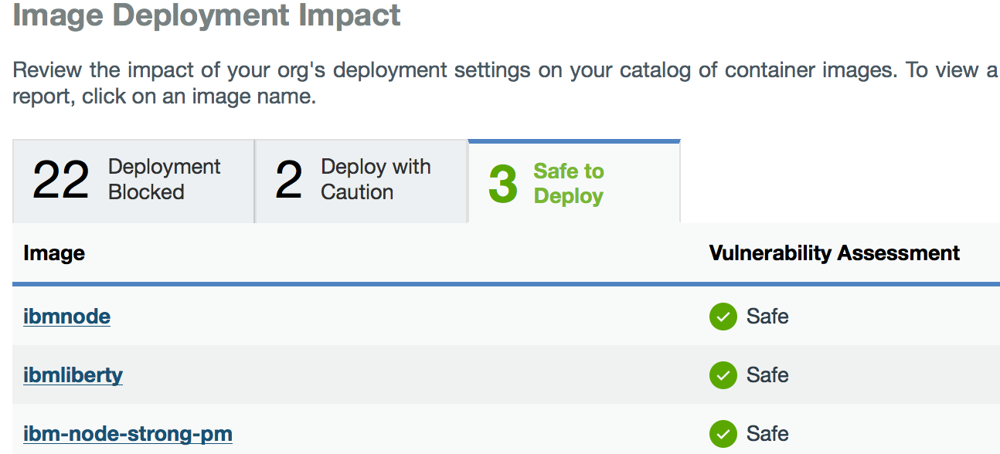 Image Deployment Impact
Review the impact of your org's deployment settings on your catalog of container images. To view a
report, click on an image name.
22 Deployment Blocked
2 Deploy with Caution
3 Safe to Deploy
Image Vulnerability Assessment
ibmnode Safe
ibmliberty Safe
ibm-node-strong-pm Safe